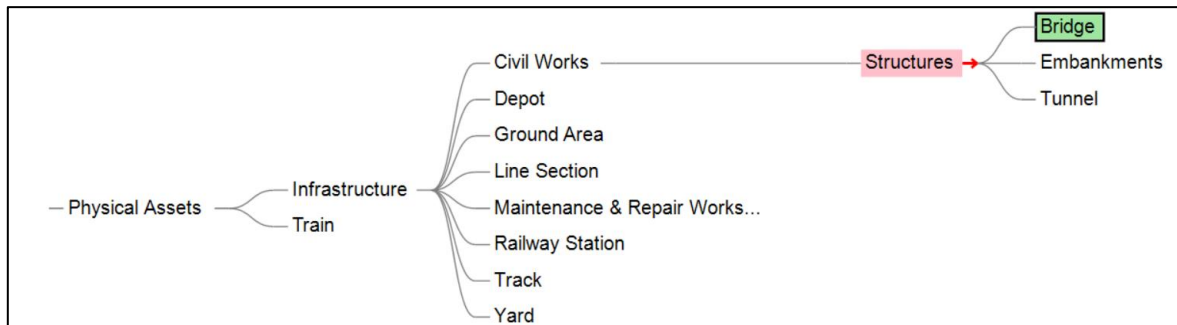 Physical Assets
Infrastructure
Train
Civil Works
Depot
Ground Area
Line Section
Maintenance & Repair Works...
Railway Station
Track
Yard
Structures
Bridge
Embankments
Tunnel